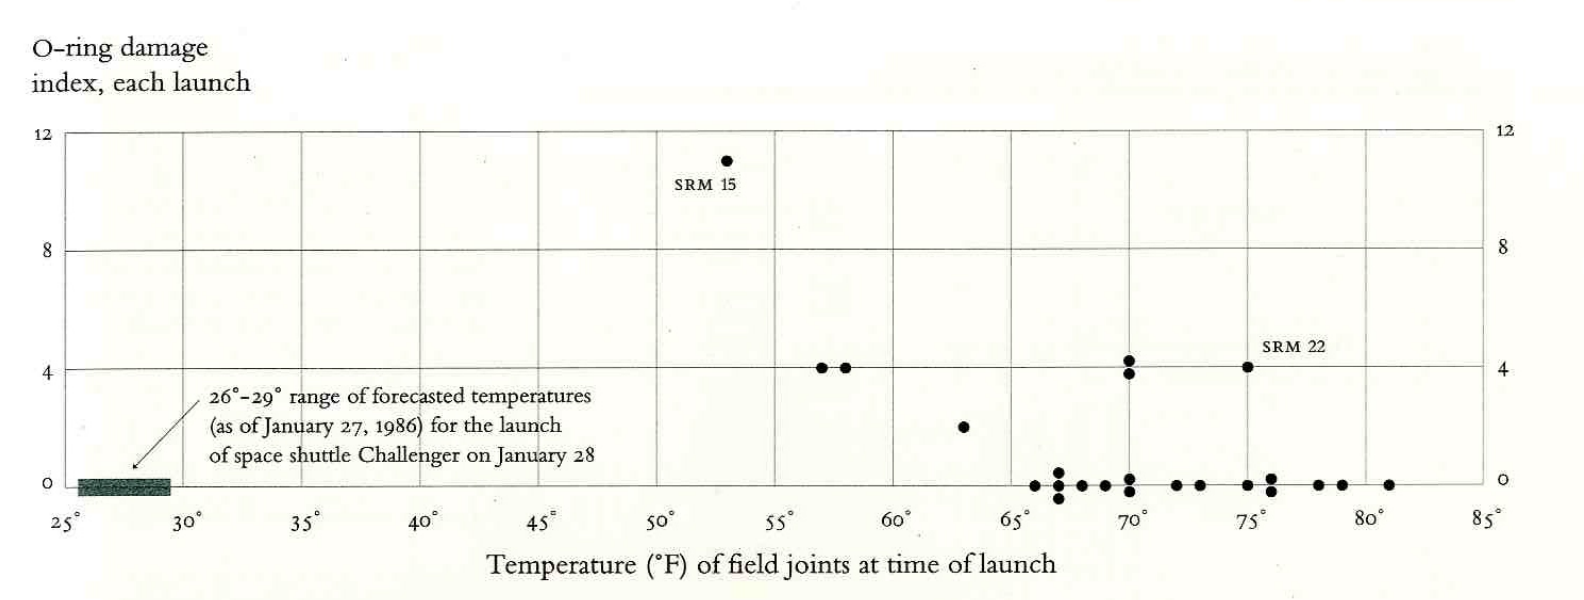 O-ring damage
index, each launch
12
12
SRM 15
8
8
SRM 22
4
4
26°-29° range of forecasted temperatures
(as of January 27, 1986) for the launch
of space shuttle Challenger on January 28
0
0
25° 30° 35° 40° 45° 50° 55° 60° 65° 70° 75° 80° 85°
Temperature (°F) of field joints at time of launch